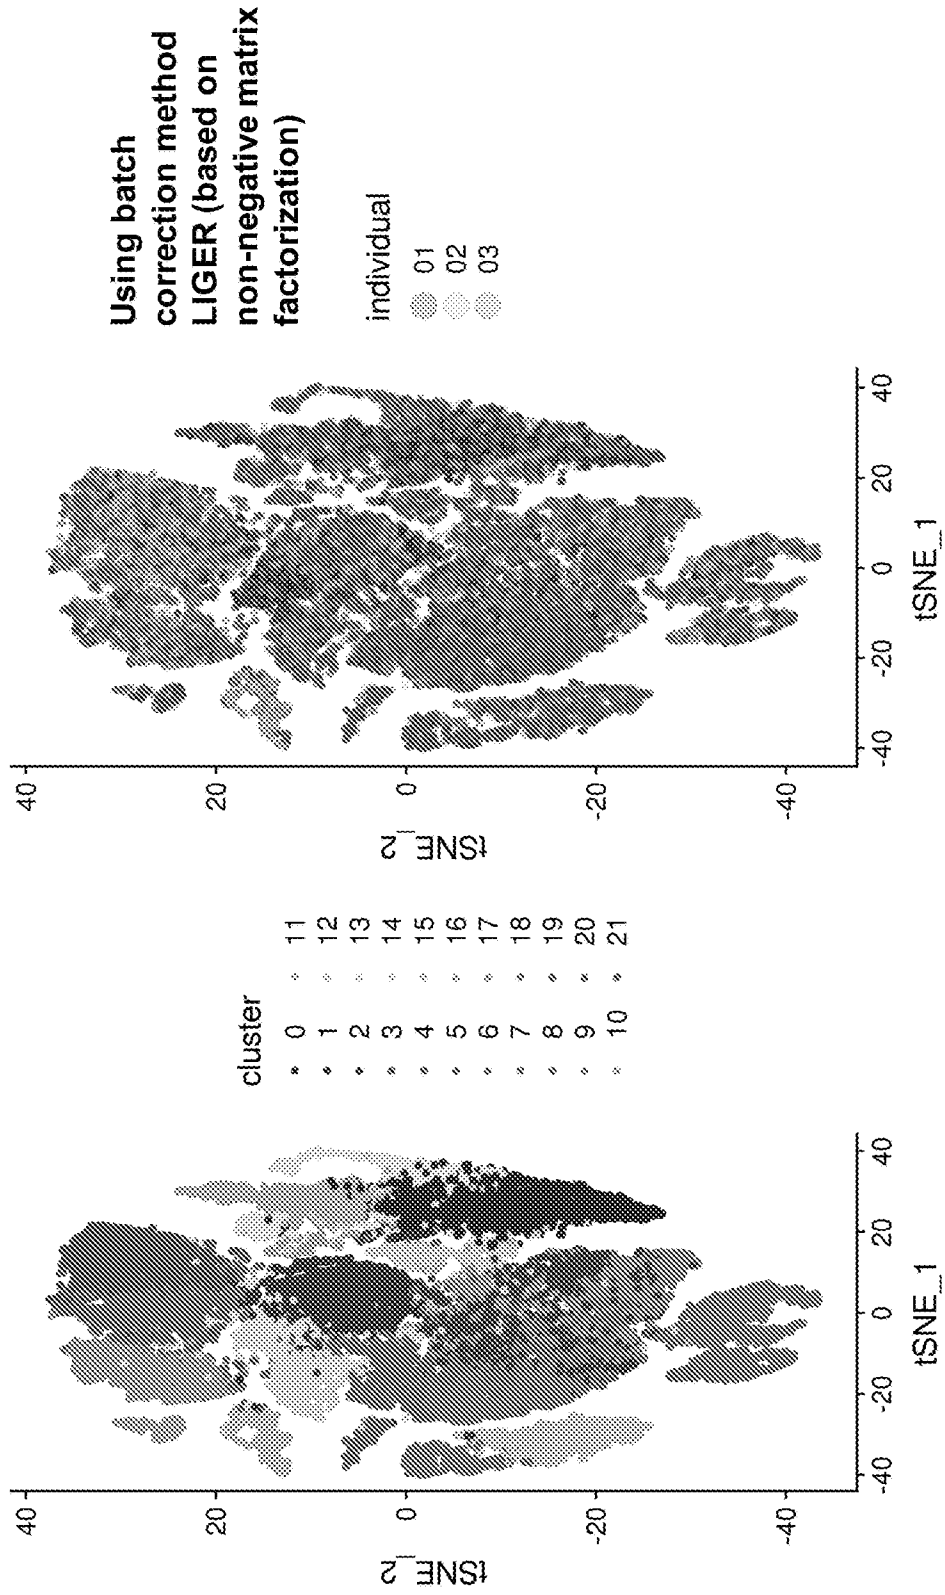 Using batch
correction method
LIGER (based on
non-negative matrix
factorization)
cluster
0 11
1 12
2 13
3 14
4 15
5 16
6 17
7 18
8 19
9 20
10 21
individual
01
02
03
tSNE_2
40
20
0
-20
-40
-40 -20 0 20 40
tSNE_1
tSNE_2
40
20
0
-20
-40
-40 -20 0 20 40
tSNE_1